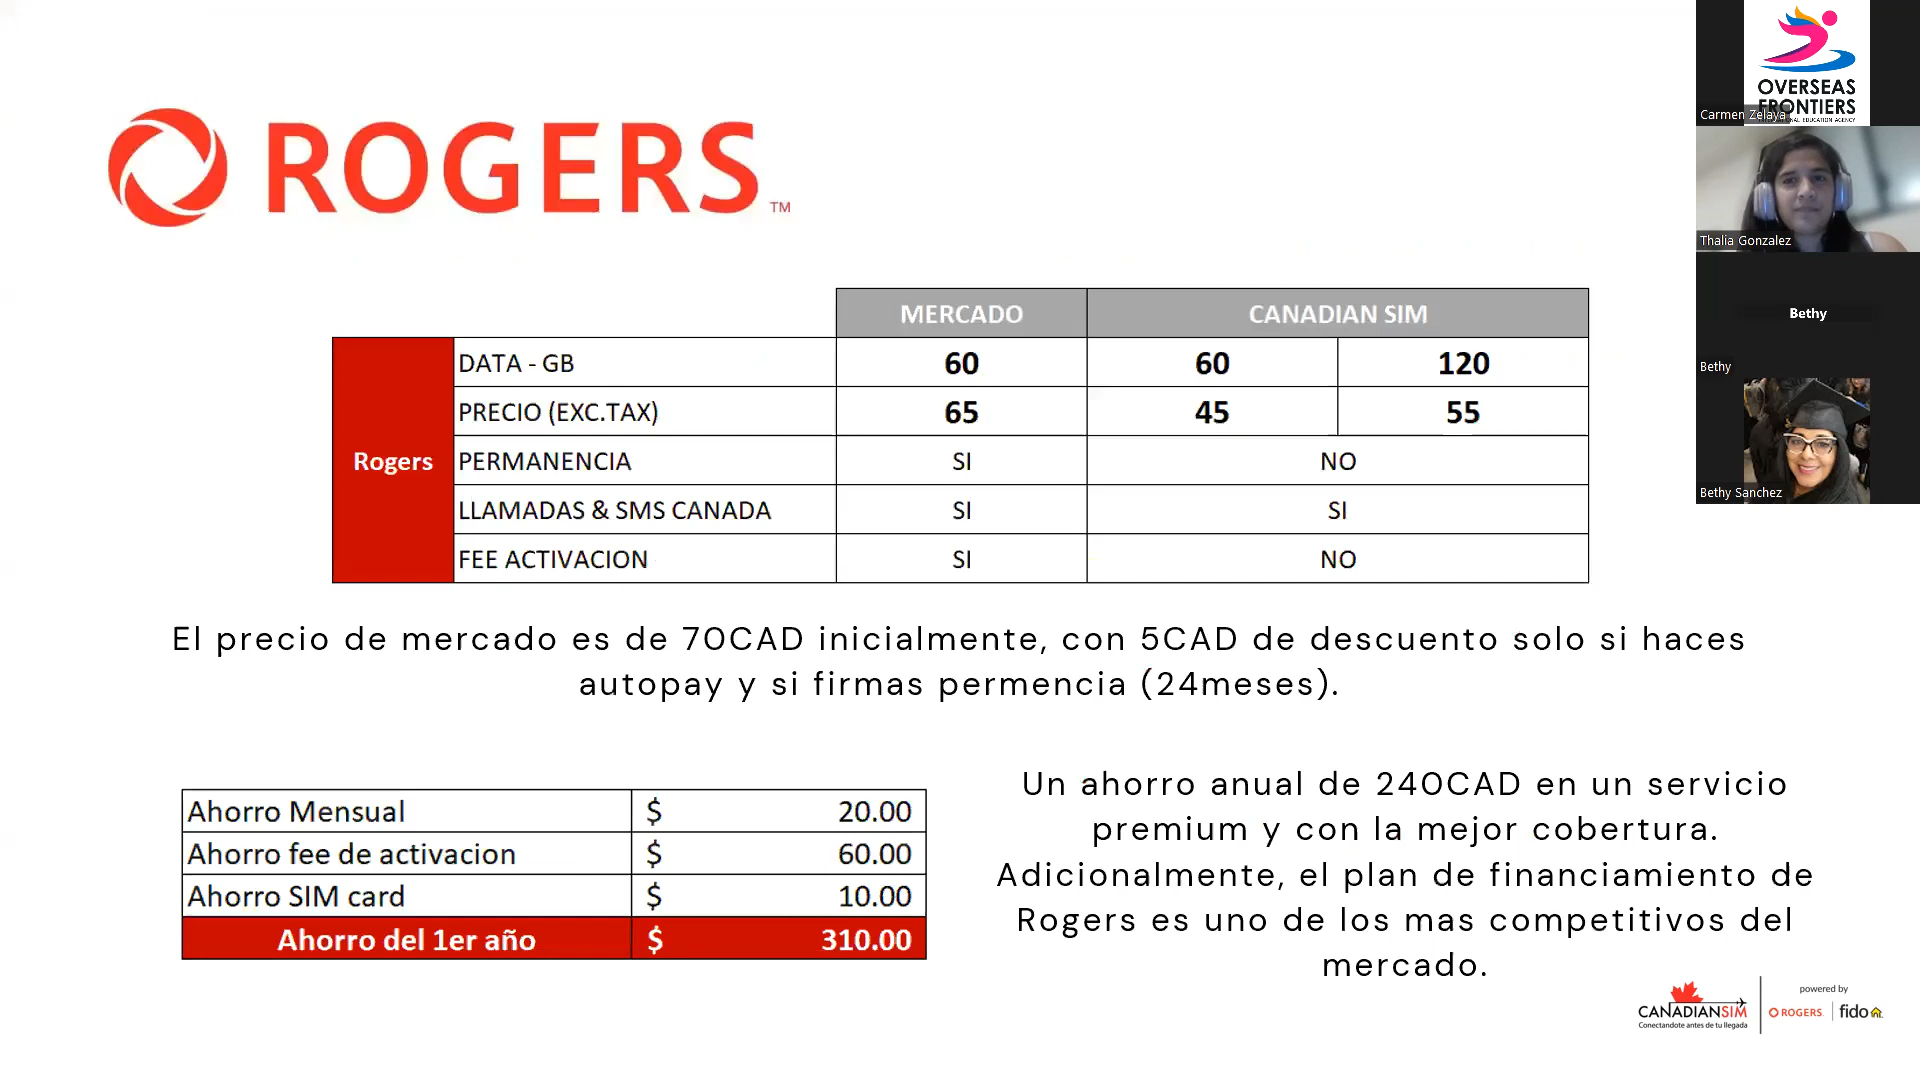 ROGERS™
MERCADO CANADIAN SIM
Rogers
DATA - GB 60 60 120
PRECIO (EXC.TAX) 65 45 55
PERMANENCIA SI NO
LLAMADAS & SMS CANADA SI SI
FEE ACTIVACION SI NO
El precio de mercado es de 70CAD inicialmente, con 5CAD de descuento solo si haces
autopay y si firmas permencia (24meses).
Ahorro Mensual $ 20.00
Ahorro fee de activacion $ 60.00
Ahorro SIM card $ 10.00
Ahorro del 1er año $ 310.00
Un ahorro anual de 240CAD en un servicio
premium y con la mejor cobertura.
Adicionalmente, el plan de financiamiento de
Rogers es uno de los mas competitivos del
mercado.
CANADIANSIM
Conectandote antes de tu llegada
powered by
ROGERS fido
OVERSEAS
FRONTIERS
EDUCATION AGENCY
Carmen Zelaya
Thalia Gonzalez
Bethy
Bethy
Bethy Sanchez